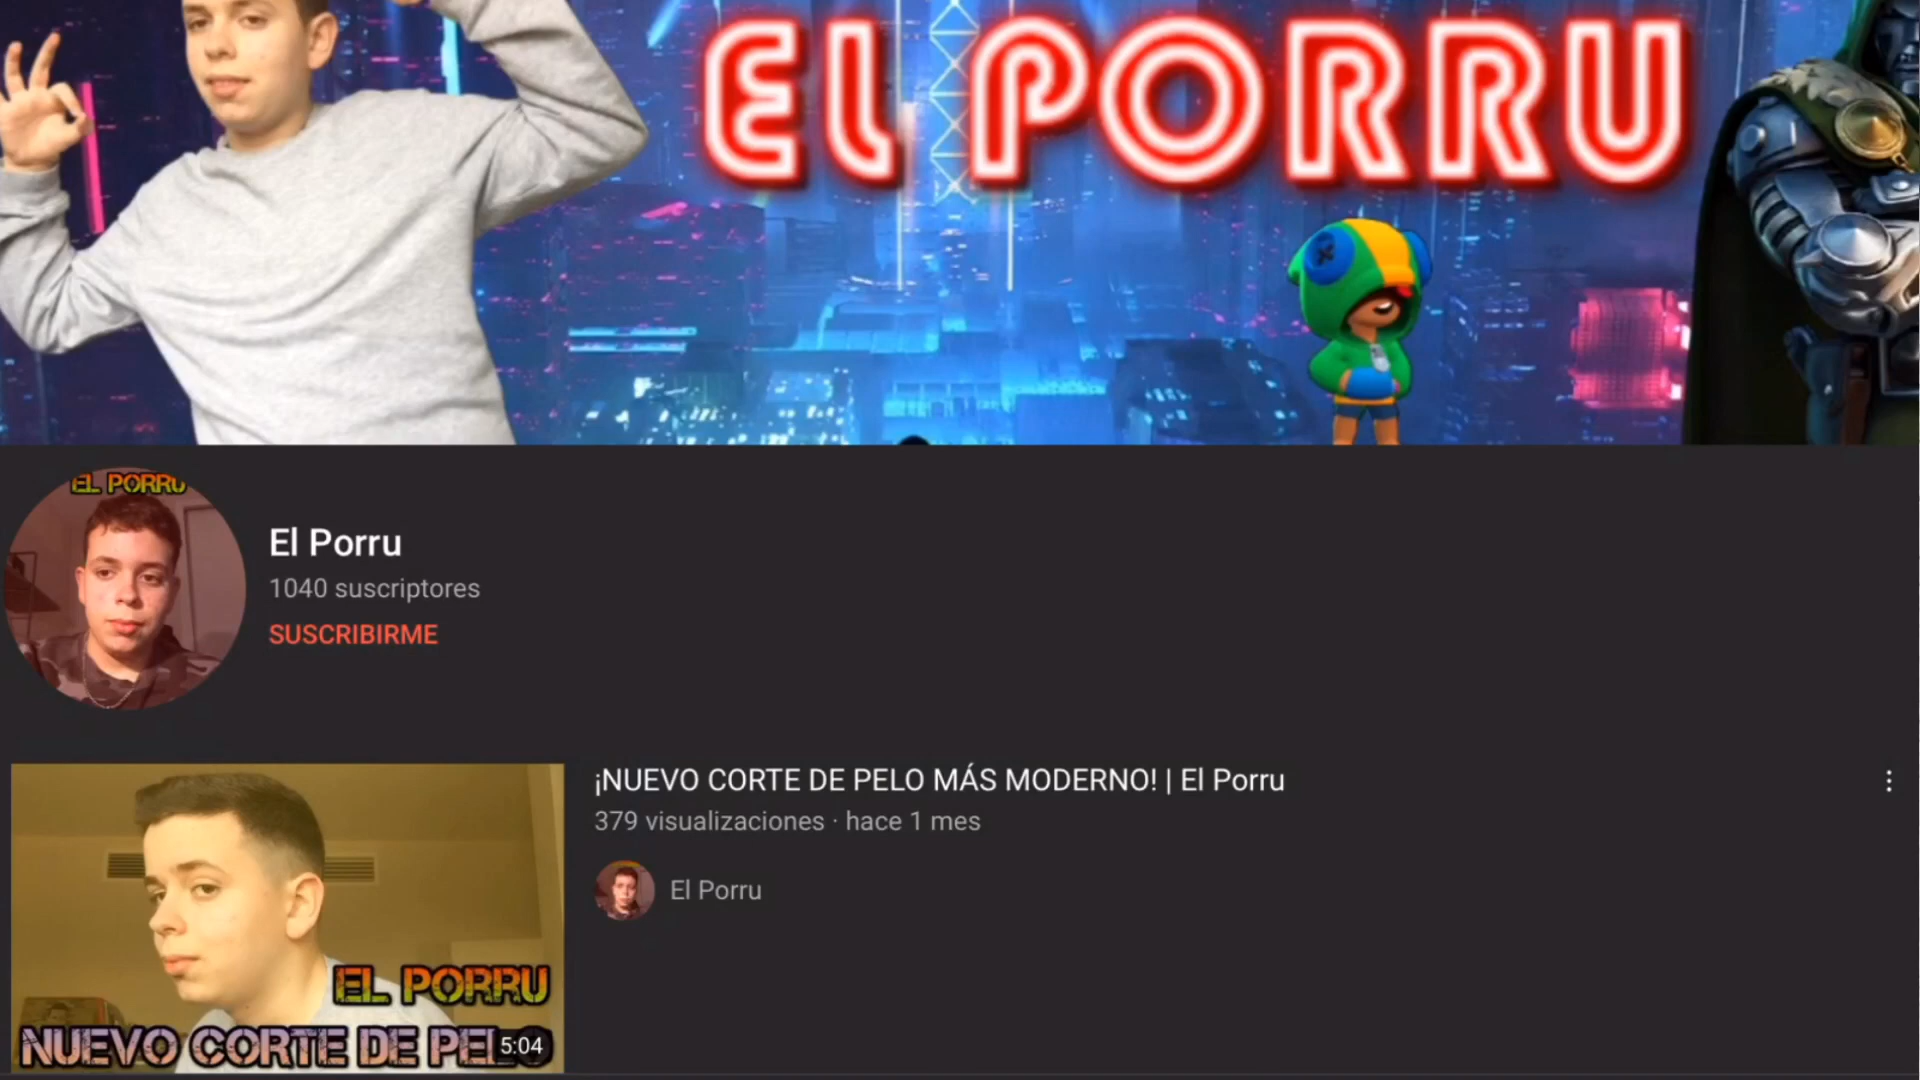 EL PORRU
EL PORRU
El Porru
1040 suscriptores
SUSCRIBIRME
¡NUEVO CORTE DE PELO MÁS MODERNO! | El Porru
379 visualizaciones · hace 1 mes
El Porru
EL PORRU
NUEVO CORTE DE PELO
5:04